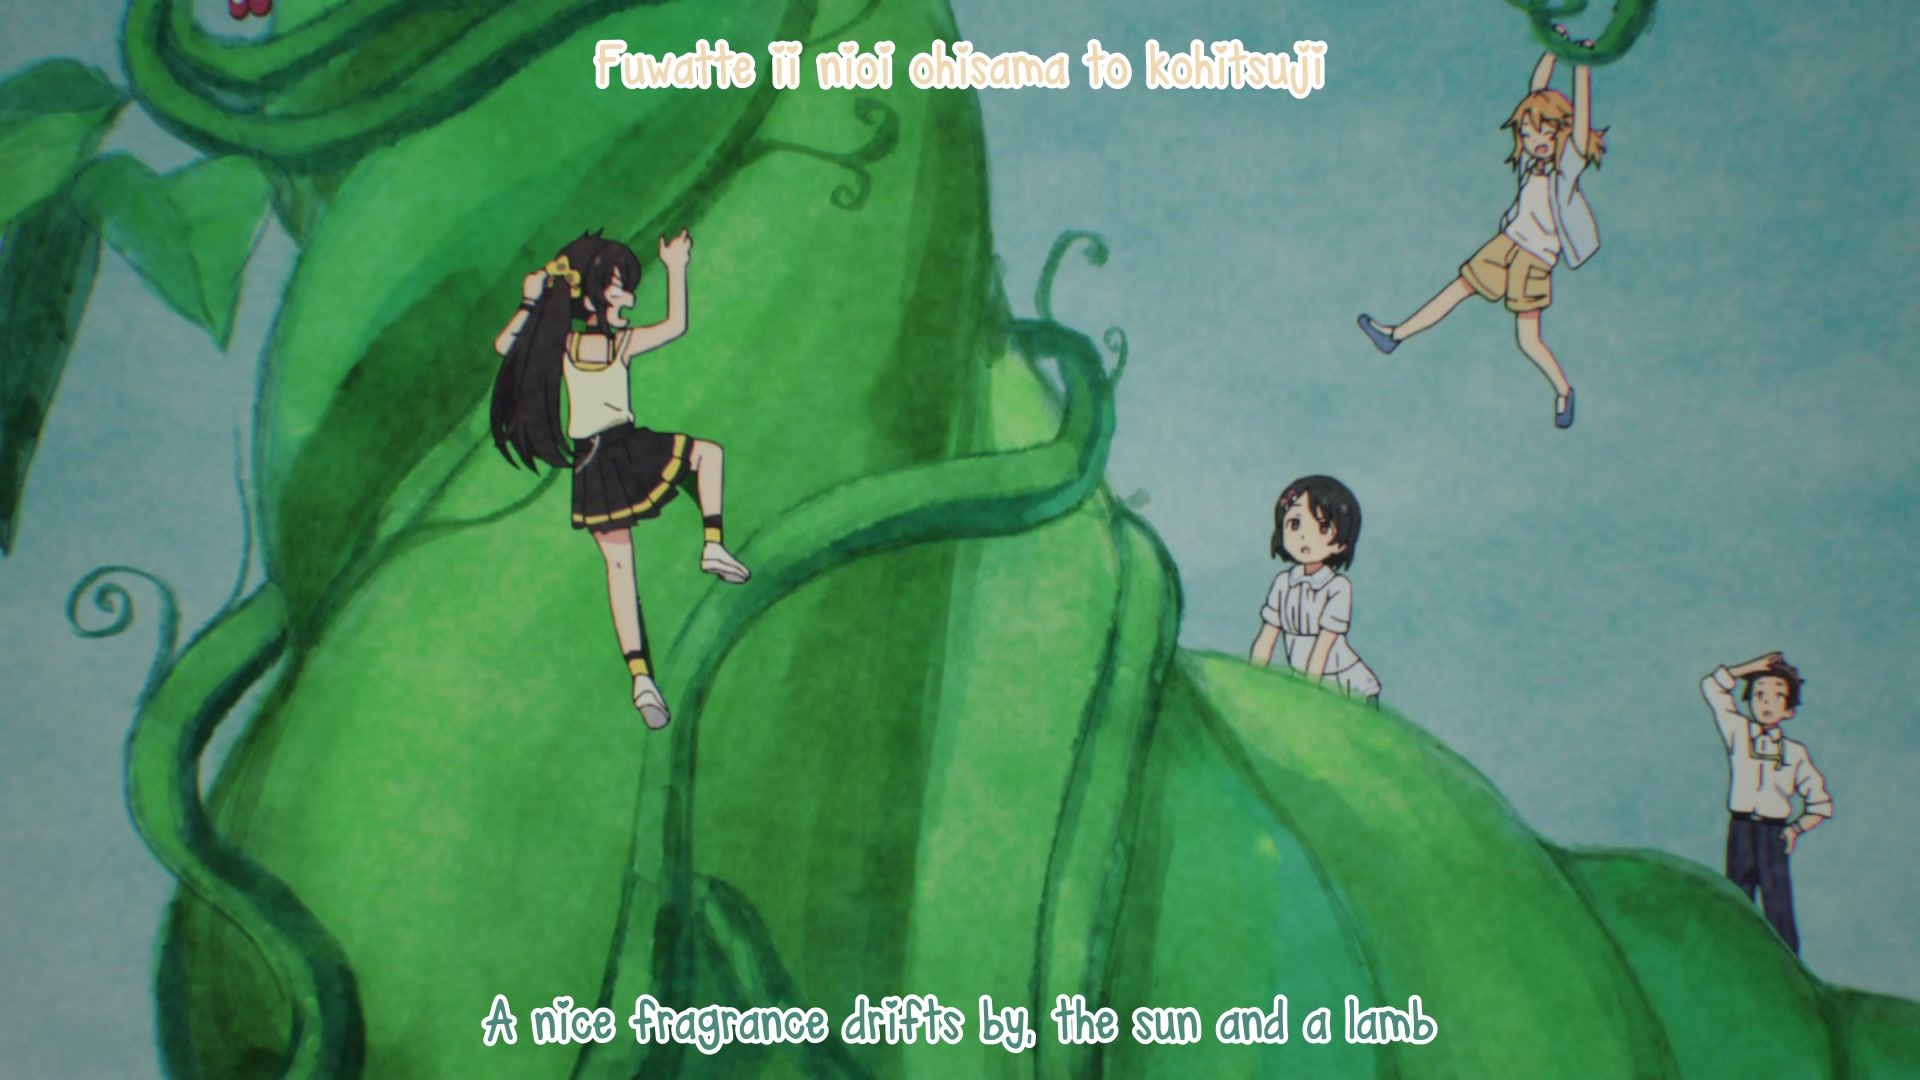 Fuwatte ii nioi ohisama to kohitsuji
A nice fragrance drifts by, the sun and a lamb